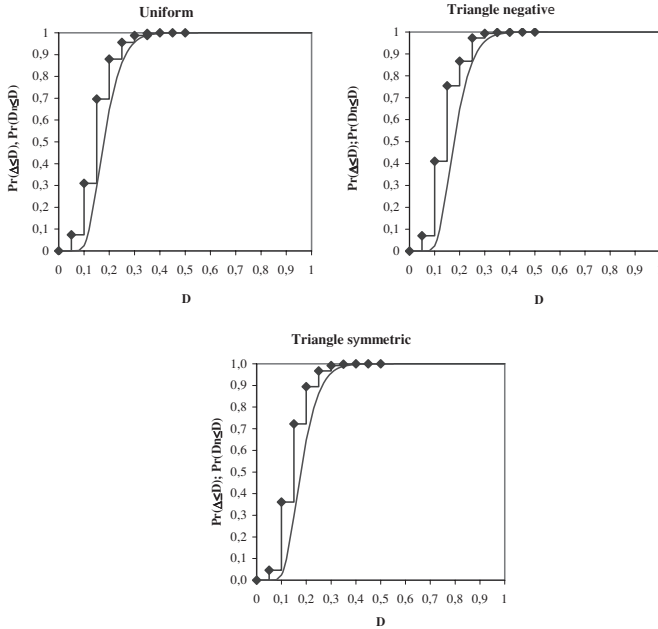 Uniform
Pr(Δ≤D), Pr(Dn≤D)
1
0,9
0,8
0,7
0,6
0,5
0,4
0,3
0,2
0,1
0
0 0,1 0,2 0,3 0,4 0,5 0,6 0,7 0,8 0,9 1
D
Triangle negative
Pr(Δ≤D);Pr(Dn≤D)
1
0,9
0,8
0,7
0,6
0,5
0,4
0,3
0,2
0,1
0
0 0,1 0,2 0,3 0,4 0,5 0,6 0,7 0,8 0,9 1
D
Triangle symmetric
Pr(Δ≤D); Pr(Dn≤D)
1,0
0,9
0,8
0,7
0,6
0,5
0,4
0,3
0,2
0,1
0,0
0 0,1 0,2 0,3 0,4 0,5 0,6 0,7 0,8 0,9 1
D